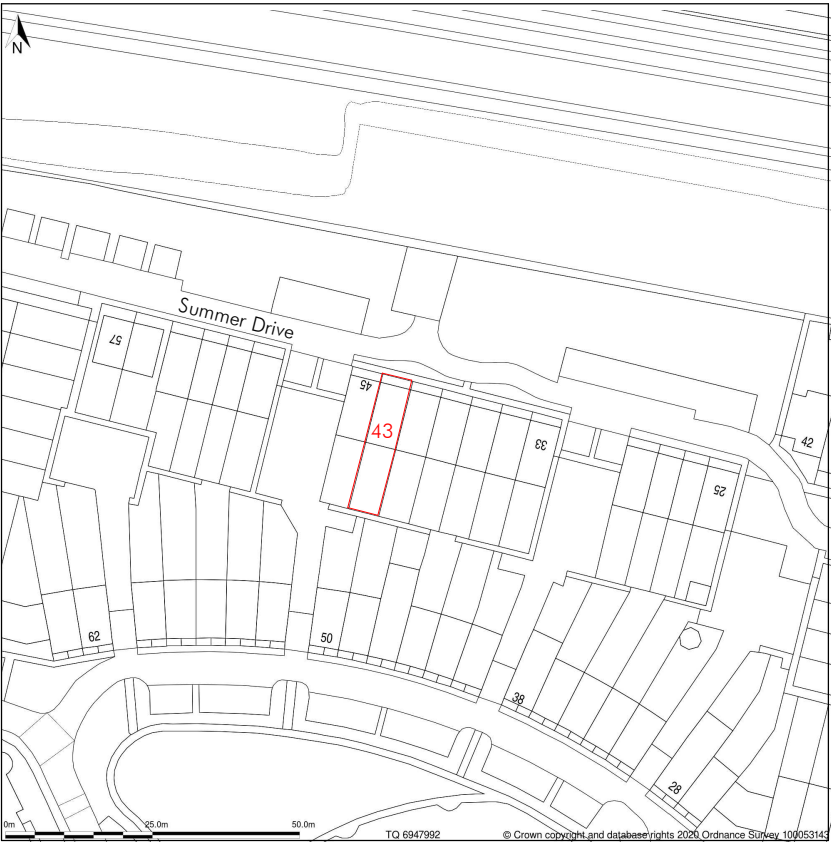 N
Summer Drive
57
45
43
33
25
42
62
50
38
28
0m
25.0m
50.0m
TQ 6947992
© Crown copyright and database rights 2020 Ordnance Survey 100053143